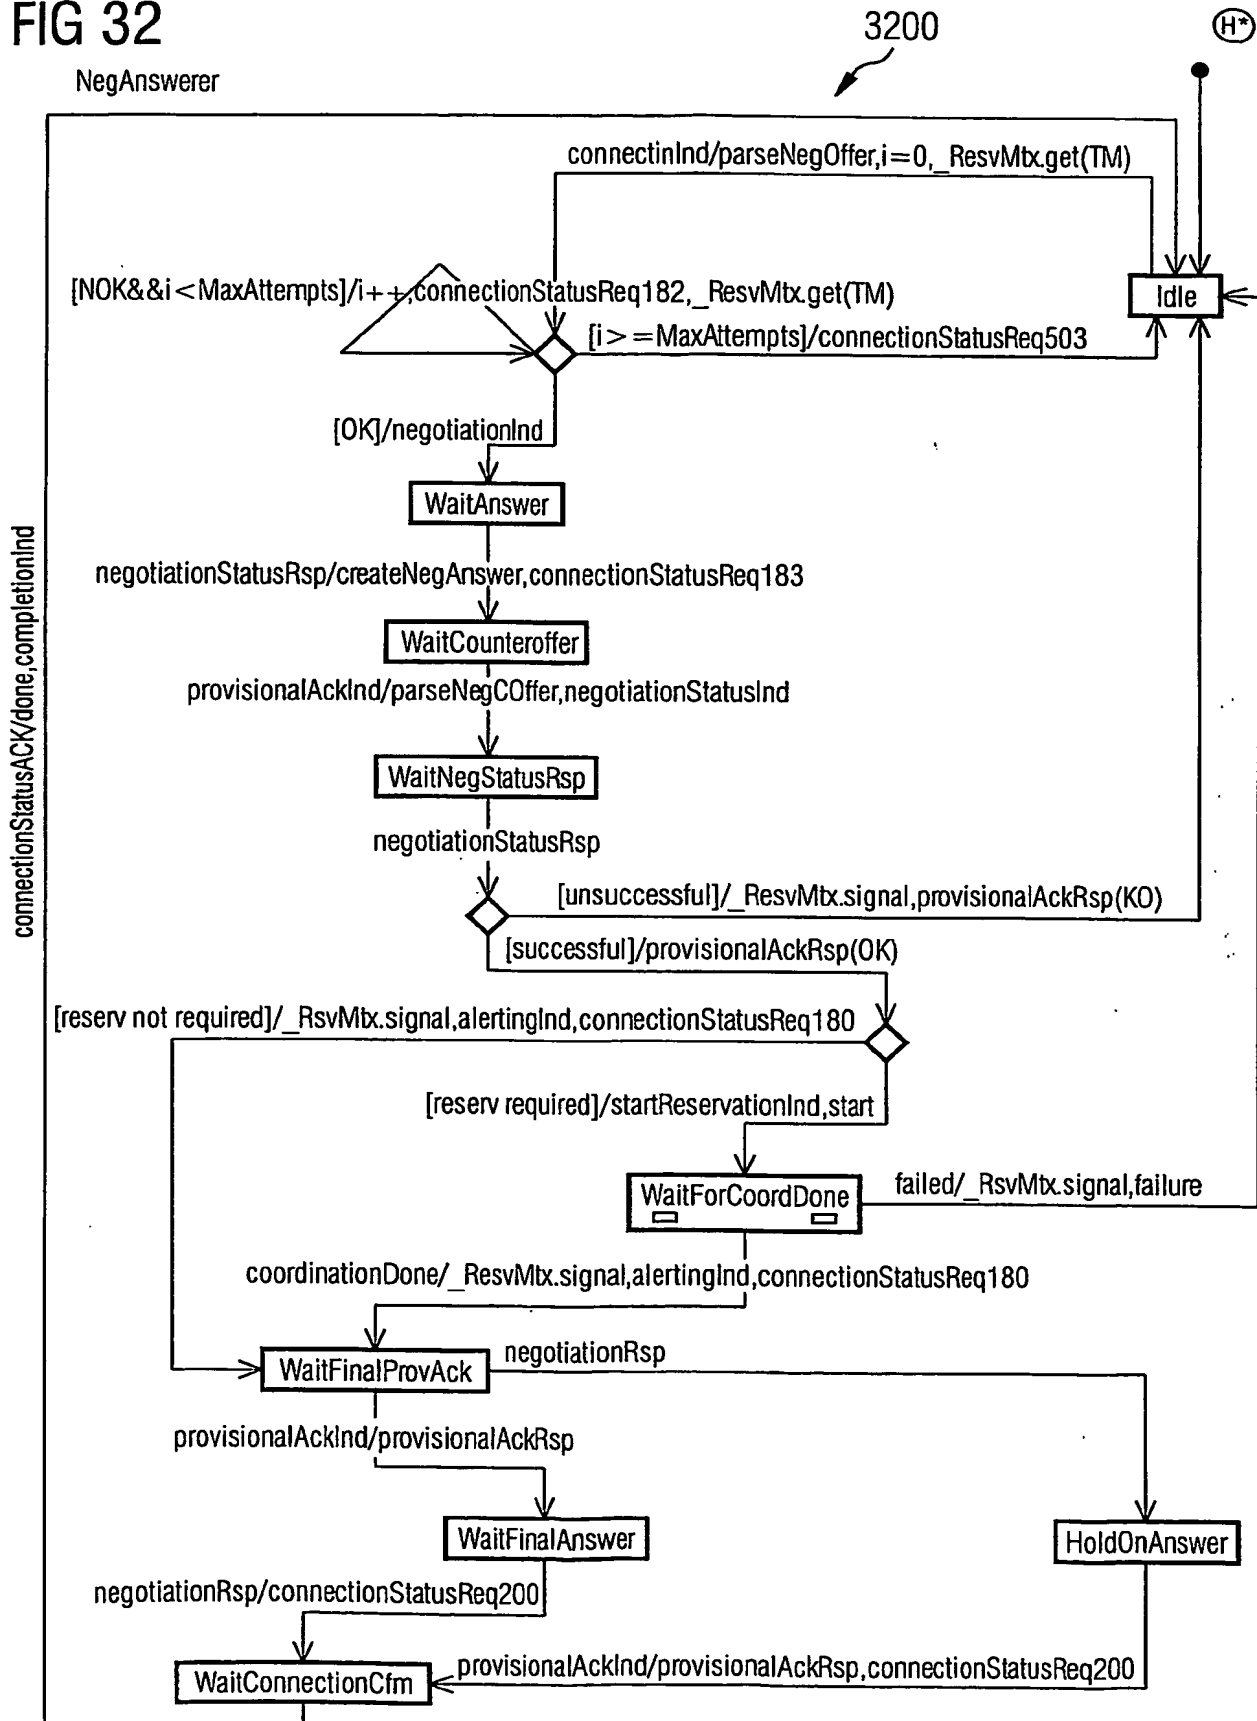 FIG 32
3200
H*
NegAnswerer
connectinInd/parseNegOffer,i=0,_ResvMtx.get(TM)
[NOK&&i<MaxAttempts]/i++,connectionStatusReq182,_ResvMtx.get(TM)
Idle
[i>=MaxAttempts]/connectionStatusReq503
[OK]/negotiationInd
WaitAnswer
connectionStatusACK/done,completionInd
negotiationStatusRsp/createNegAnswer,connectionStatusReq183
WaitCounteroffer
provisionalAckInd/parseNegCOffer,negotiationStatusInd
WaitNegStatusRsp
negotiationStatusRsp
[unsuccessful]/_ResvMtx.signal,provisionalAckRsp(KO)
[successful]/provisionalAckRsp(OK)
[reserv not required]/_RsvMtx.signal,alertingInd,connectionStatusReq180
[reserv required]/startReservationInd,start
WaitForCoordDone
failed/_RsvMtx.signal,failure
coordinationDone/_ResvMtx.signal,alertingInd,connectionStatusReq180
WaitFinalProvAck
negotiationRsp
provisionalAckInd/provisionalAckRsp
WaitFinalAnswer
HoldOnAnswer
negotiationRsp/connectionStatusReq200
WaitConnectionCfm
provisionalAckInd/provisionalAckRsp,connectionStatusReq200